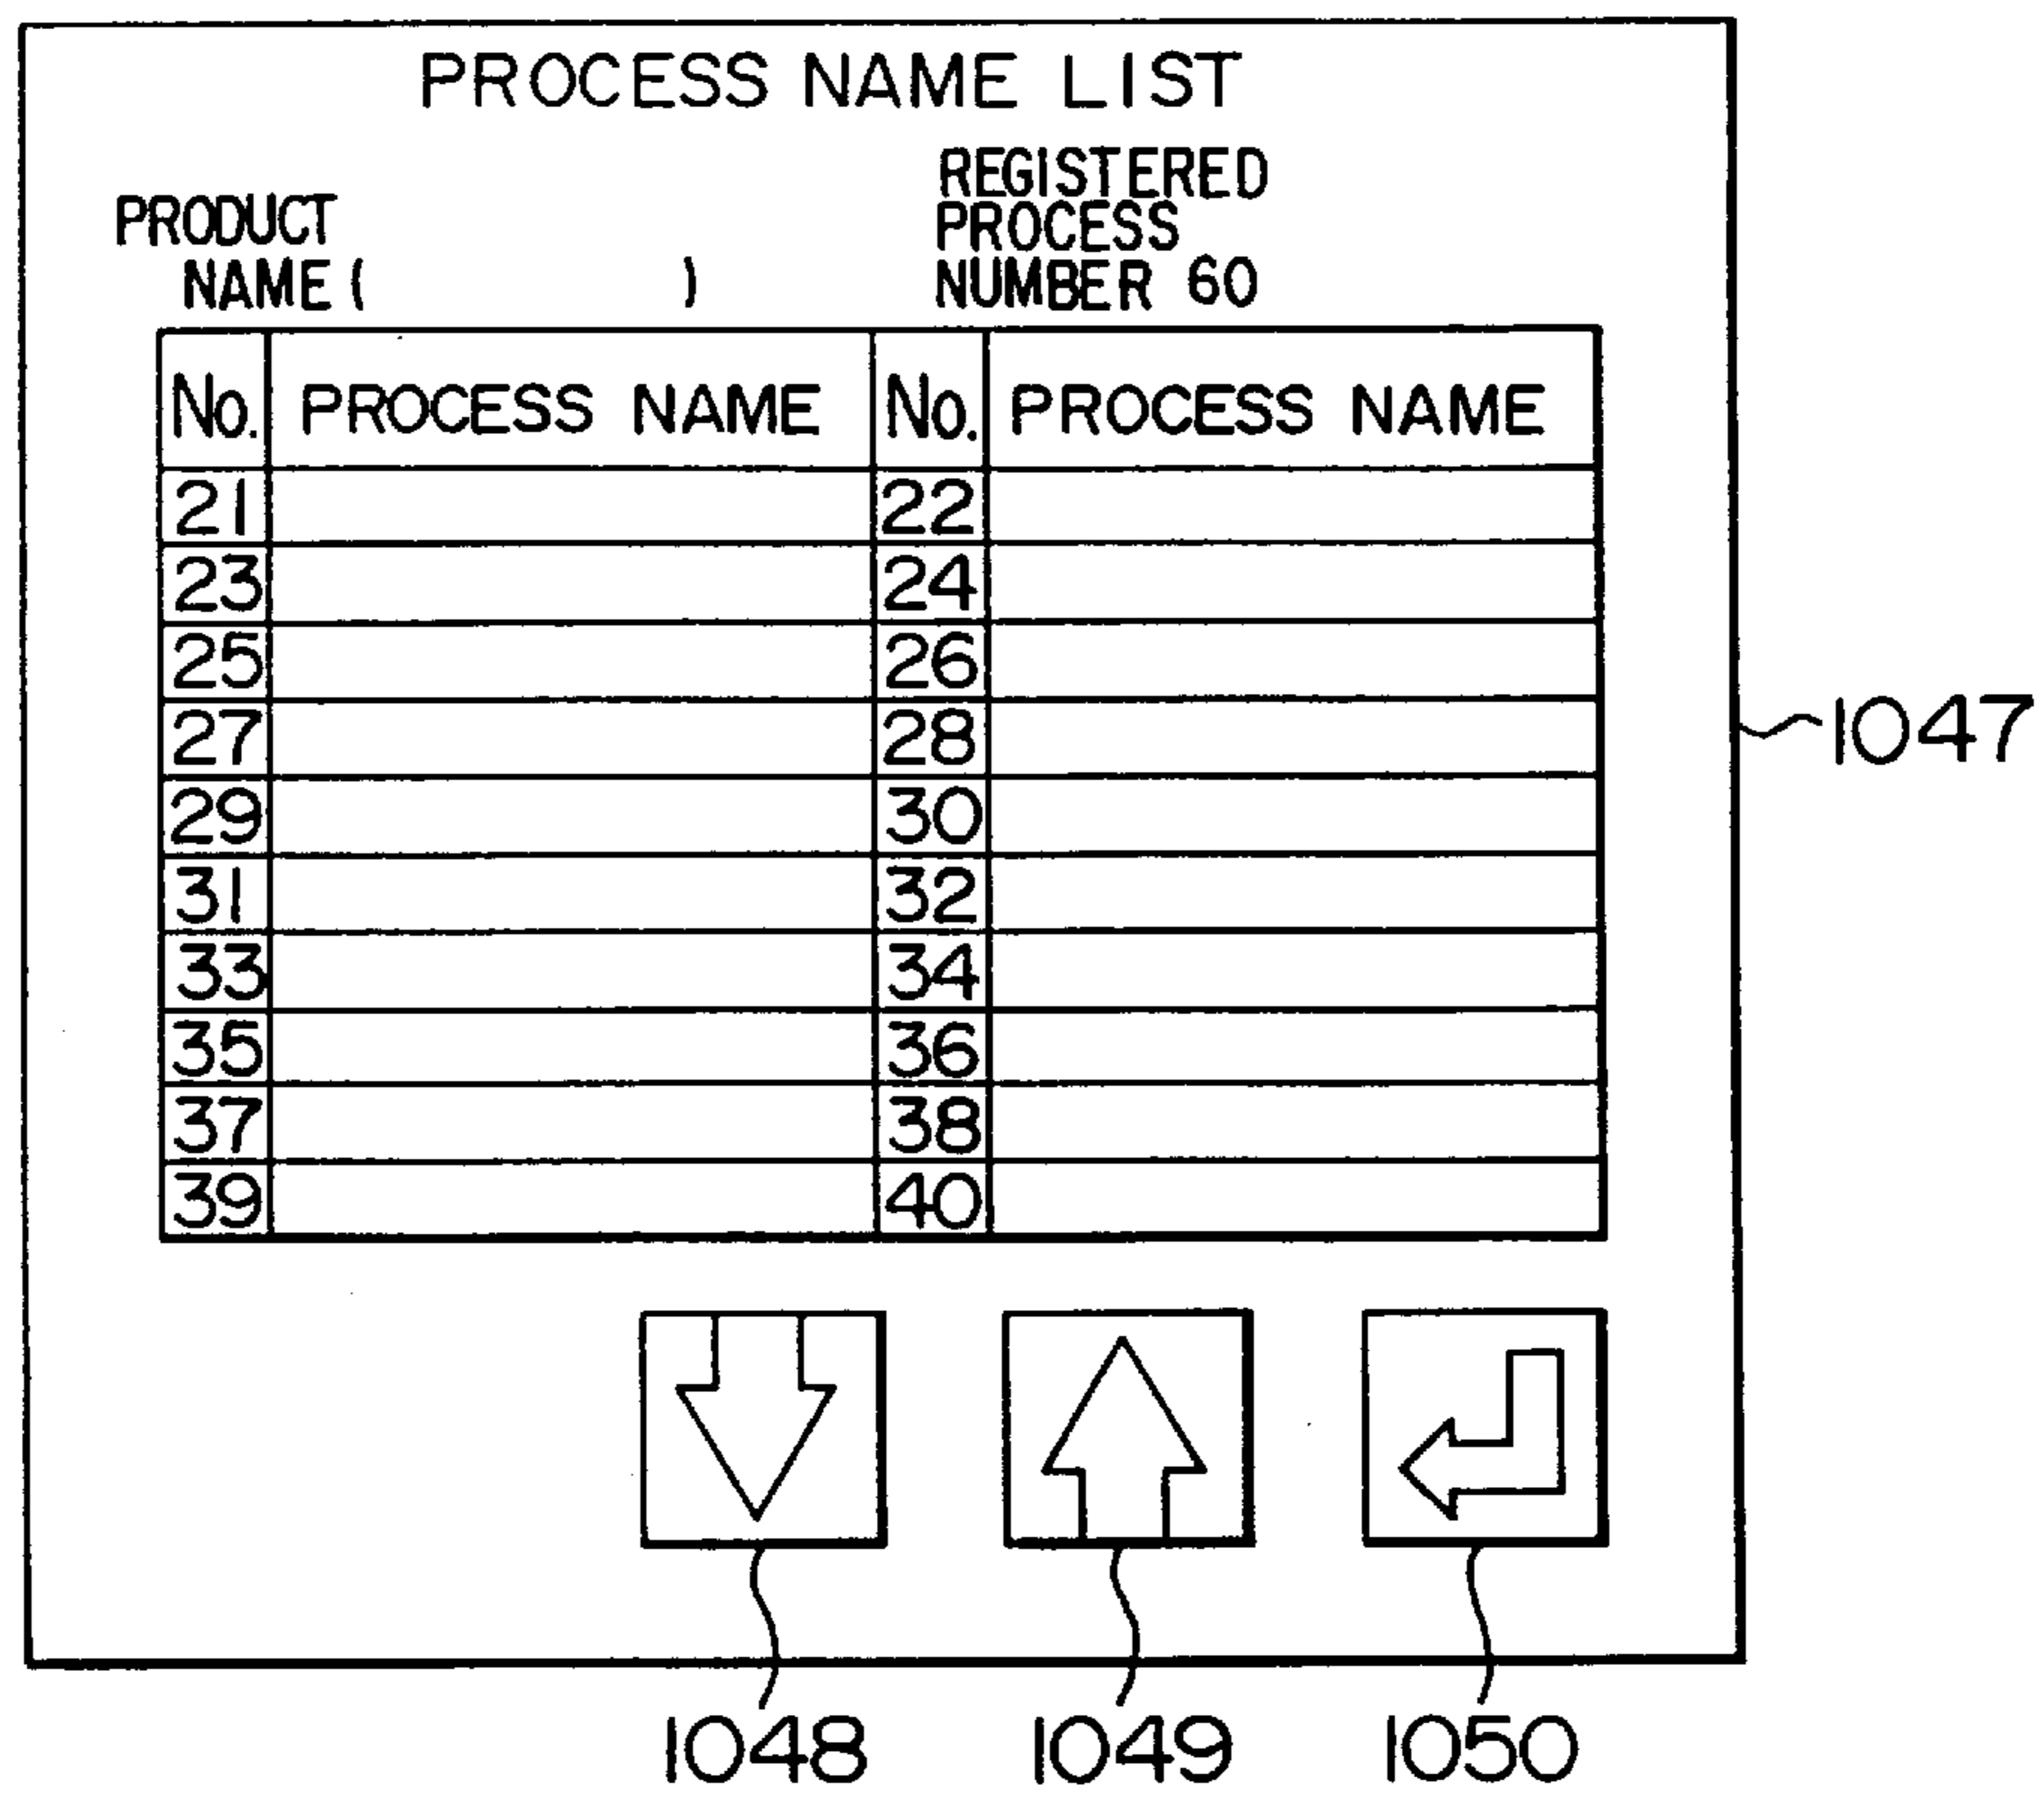 PROCESS NAME LIST
REGISTERED
PRODUCT PROCESS
NAME ( ) NUMBER 60
No. PROCESS NAME No. PROCESS NAME
21 22
23 24
25 26
27 28
1047
29 30
31 32
33 34
35 36
37 38
39 40
1048 1049 1050